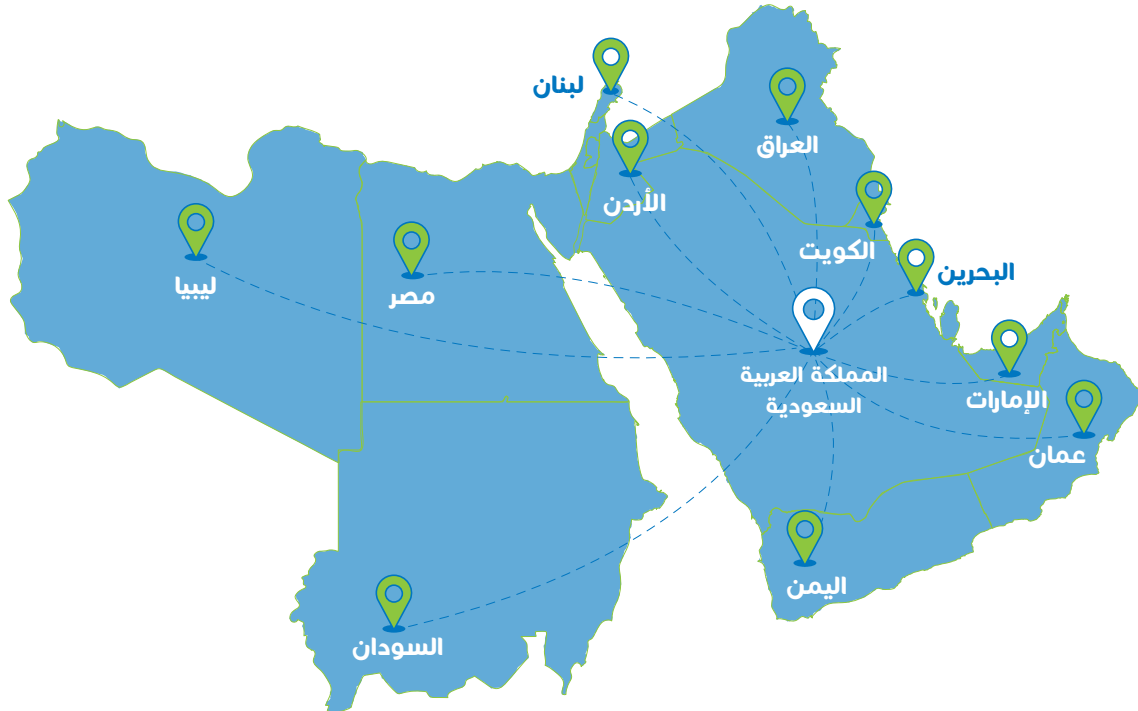 لبنان
العراق
الأردن
الكويت
البحرين
ليبيا
مصر
المملكة العربية
السعودية
الإمارات
عمان
اليمن
السودان